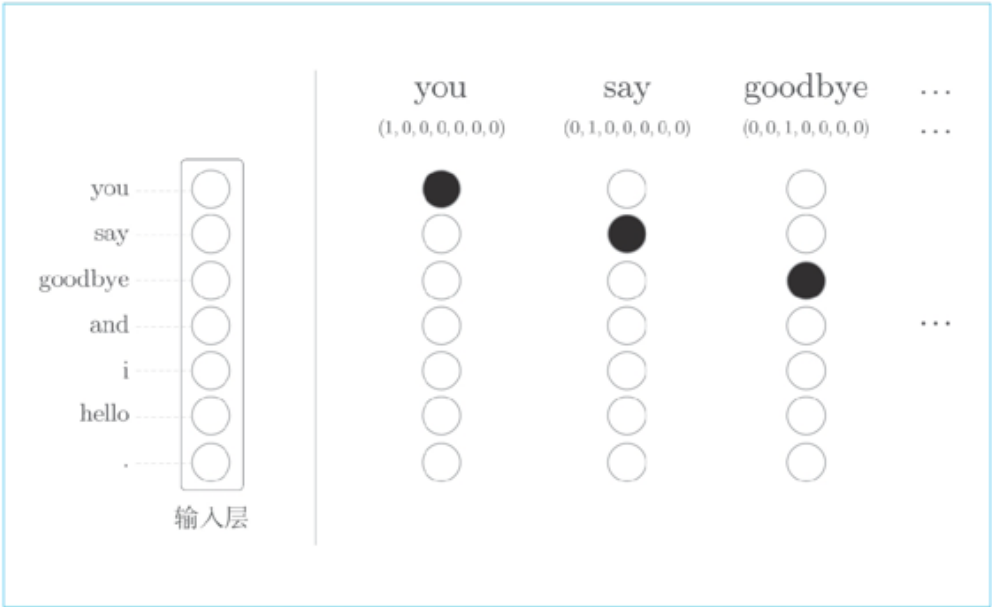 you say goodbye ...
(1, 0, 0, 0, 0, 0, 0) (0, 1, 0, 0, 0, 0, 0) (0, 0, 1, 0, 0, 0, 0) ...
you
say
goodbye
and ...
i
hello
.
输入层